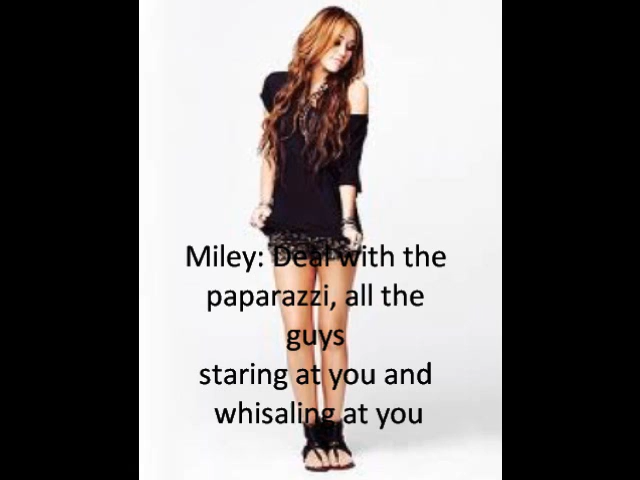 Miley: Deal with the
paparazzi, all the
guys
staring at you and
whisaling at you